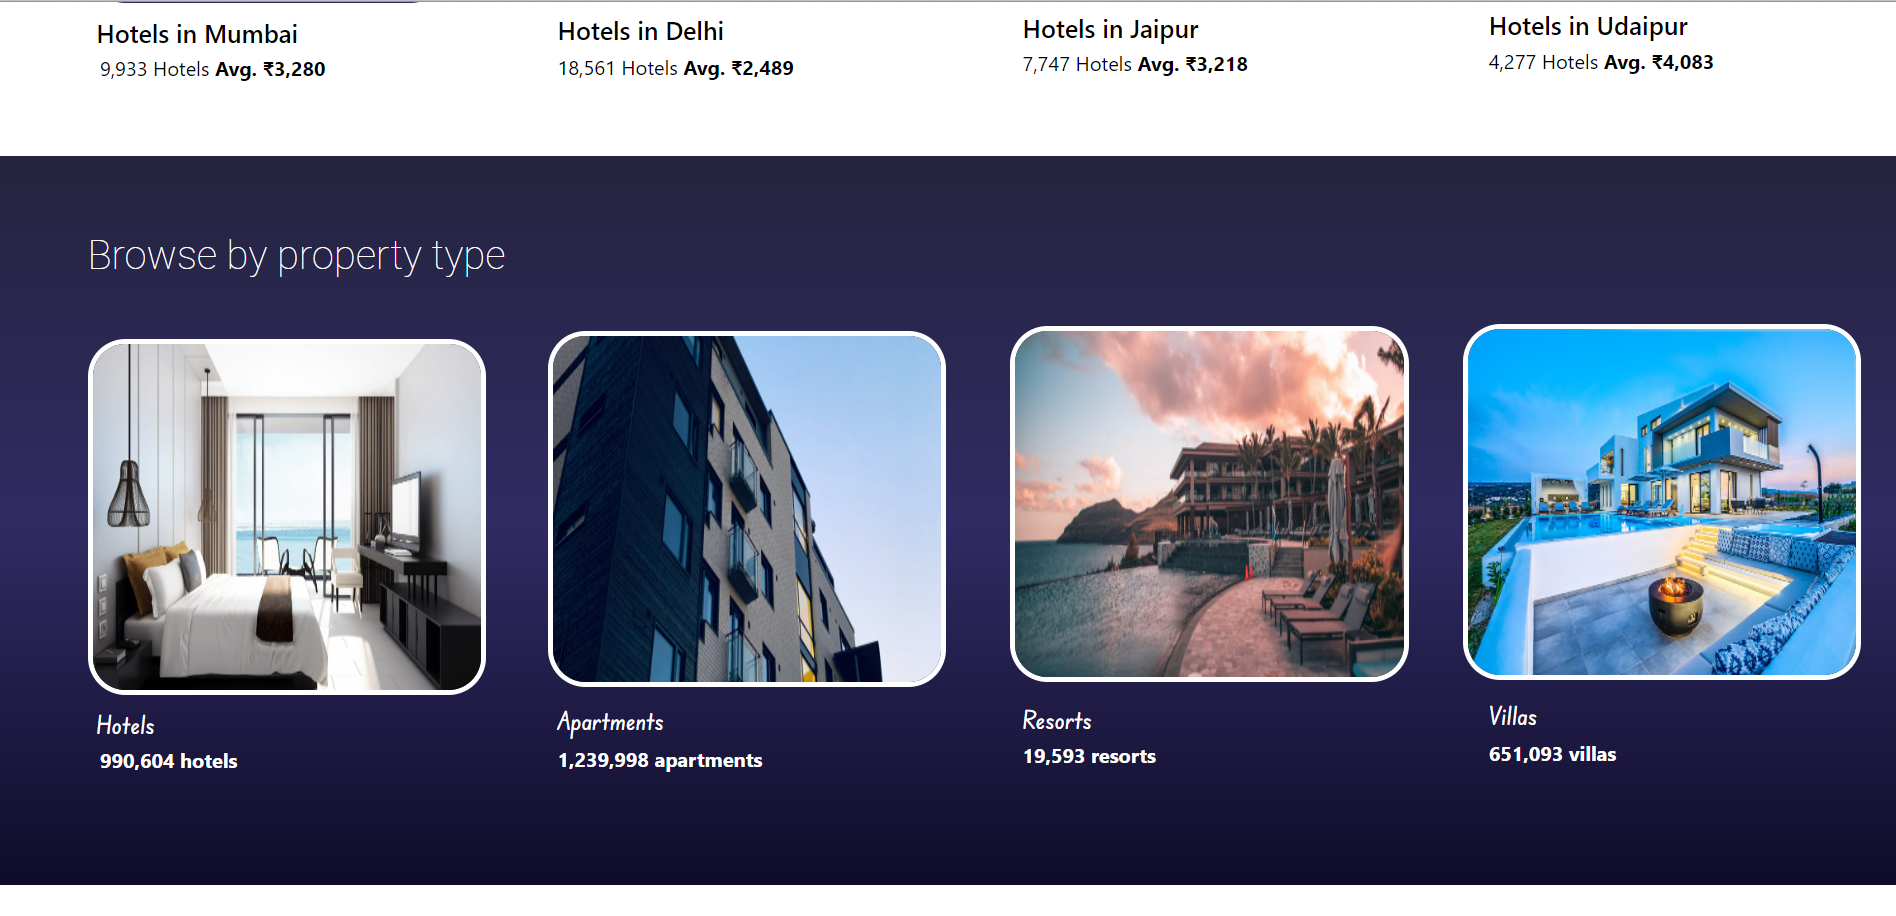 Hotels in Mumbai
9,933 Hotels Avg. ₹3,280
Hotels in Delhi
18,561 Hotels Avg. ₹2,489
Hotels in Jaipur
7,747 Hotels Avg. ₹3,218
Hotels in Udaipur
4,277 Hotels Avg. ₹4,083
Browse by property type
Hotels
990,604 hotels
Apartments
1,239,998 apartments
Resorts
19,593 resorts
Villas
651,093 villas